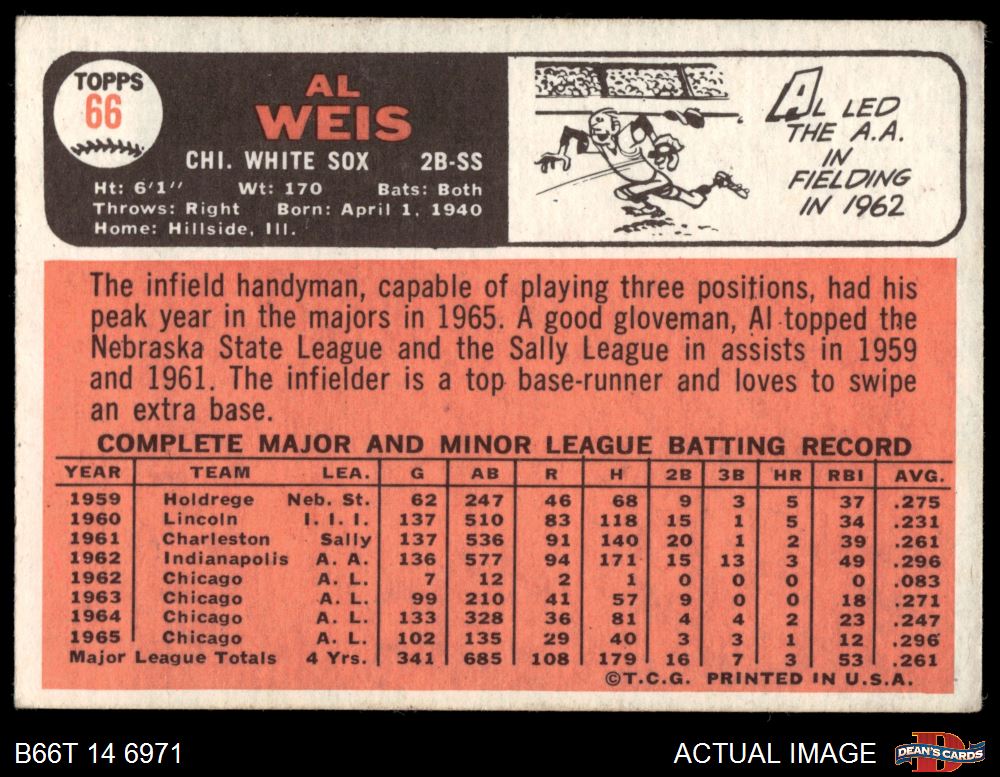 TOPPS
66
AL
WEIS
CHI. WHITE SOX 2B-SS
Ht: 6'1" Wt: 170 Bats: Both
Throws: Right Born: April 1, 1940
Home: Hillside, Ill.
AL LED
THE A.A.
IN
FIELDING
IN 1962
The infield handyman, capable of playing three positions, had his
peak year in the majors in 1965. A good gloveman, Al topped the
Nebraska State League and the Sally League in assists in 1959
and 1961. The infielder is a top base-runner and loves to swipe
an extra base.
COMPLETE MAJOR AND MINOR LEAGUE BATTING RECORD
YEAR TEAM LEA. G AB R H 2B 3B HR RBI AVG.
1959 Holdrege Neb. St. 62 247 46 68 9 3 5 37 .275
1960 Lincoln I. I. I. 137 510 83 118 15 1 5 34 .231
1961 Charleston Sally 137 536 91 140 20 1 2 39 .261
1962 Indianapolis A. A. 136 577 94 171 15 13 3 49 .296
1962 Chicago A. L. 7 12 2 1 0 0 0 0 .083
1963 Chicago A. L. 99 210 41 57 9 0 0 18 .271
1964 Chicago A. L. 133 328 36 81 4 4 2 23 .247
1965 Chicago A. L. 102 135 29 40 3 3 1 12 .296
Major League Totals 4 Yrs. 341 685 108 179 16 7 3 53 .261
©T.C.G. PRINTED IN U.S.A.
B66T 14 6971
ACTUAL IMAGE
DEAN'S CARDS